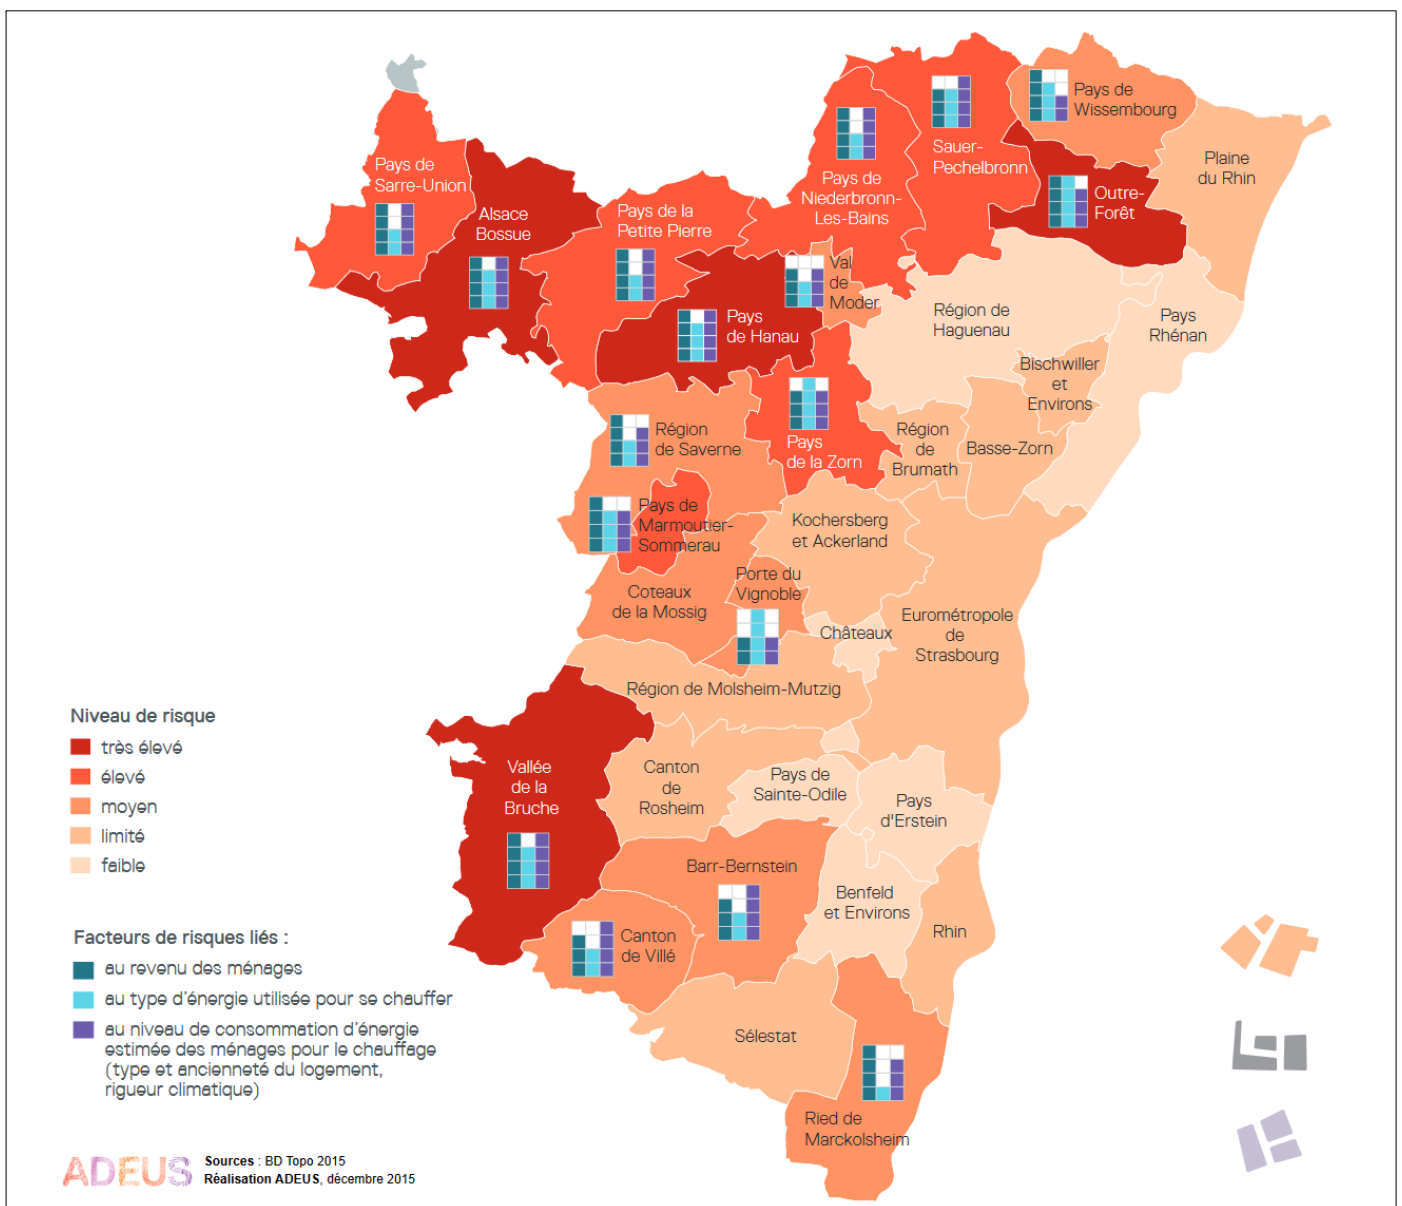 Pays de
Sarre-Union
Alsace
Bossue
Pays de la
Petite Pierre
Pays de
Niederbronn-
Les-Bains
Sauer-
Pechelbronn
Pays de
Wissembourg
Plaine
du Rhin
Outre-
Forêt
Val
de
Moder
Pays
de Hanau
Région de
Haguenau
Pays
Rhénan
Bischwiller
et
Environs
Région
de Saverne
Pays
de la Zorn
Région
de
Brumath
Basse-Zorn
Pays de
Marmoutier-
Sommerau
Kochersberg
et Ackerland
Coteaux
de la Mossig
Porte du
Vignoble
Châteaux
Eurométropole
de
Strasbourg
Région de Molsheim-Mutzig
Vallée
de la
Bruche
Canton
de
Rosheim
Pays de
Sainte-Odile
Pays
d'Erstein
Barr-Bernstein
Benfeld
et Environs
Rhin
Canton
de Villé
Sélestat
Ried de
Marckolsheim
Niveau de risque
très élevé
élevé
moyen
limité
faible
Facteurs de risques liés :
au revenu des ménages
au type d'énergie utilisée pour se chauffer
au niveau de consommation d'énergie
estimée des ménages pour le chauffage
(type et ancienneté du logement,
rigueur climatique)
ADEUS
Sources : BD Topo 2015
Réalisation ADEUS, décembre 2015